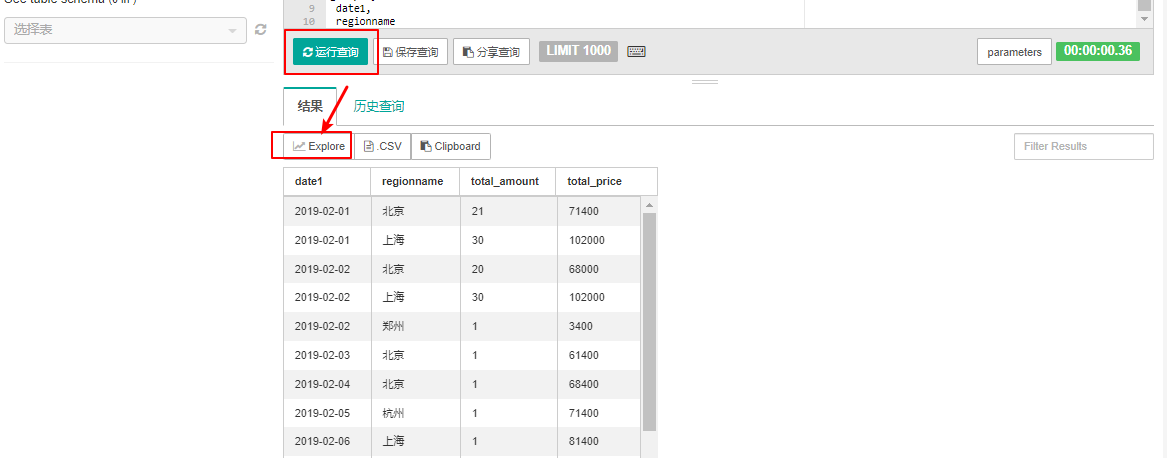 选择表
9 date1,
10 regionname
运行查询 保存查询 分享查询 LIMIT 1000 parameters 00:00:00.36
结果 历史查询
Explore .CSV Clipboard Filter Results
date1 regionname total_amount total_price
2019-02-01 北京 21 71400
2019-02-01 上海 30 102000
2019-02-02 北京 20 68000
2019-02-02 上海 30 102000
2019-02-02 郑州 1 3400
2019-02-03 北京 1 61400
2019-02-04 北京 1 68400
2019-02-05 杭州 1 71400
2019-02-06 上海 1 81400